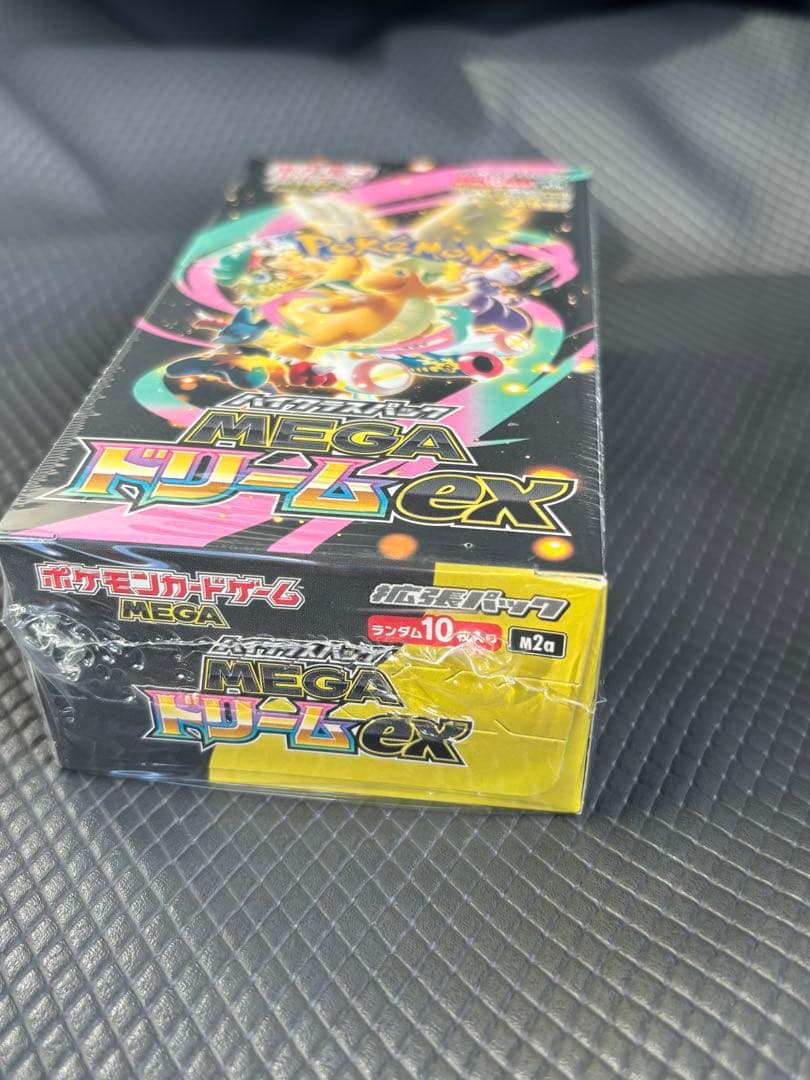 POKÉMON
ハイクラスパック
MEGA
ドリームex
ポケモンカードゲーム
MEGA
拡張パック
ランダム10枚入り
M2a
ハイクラスパック
MEGA
ドリームex